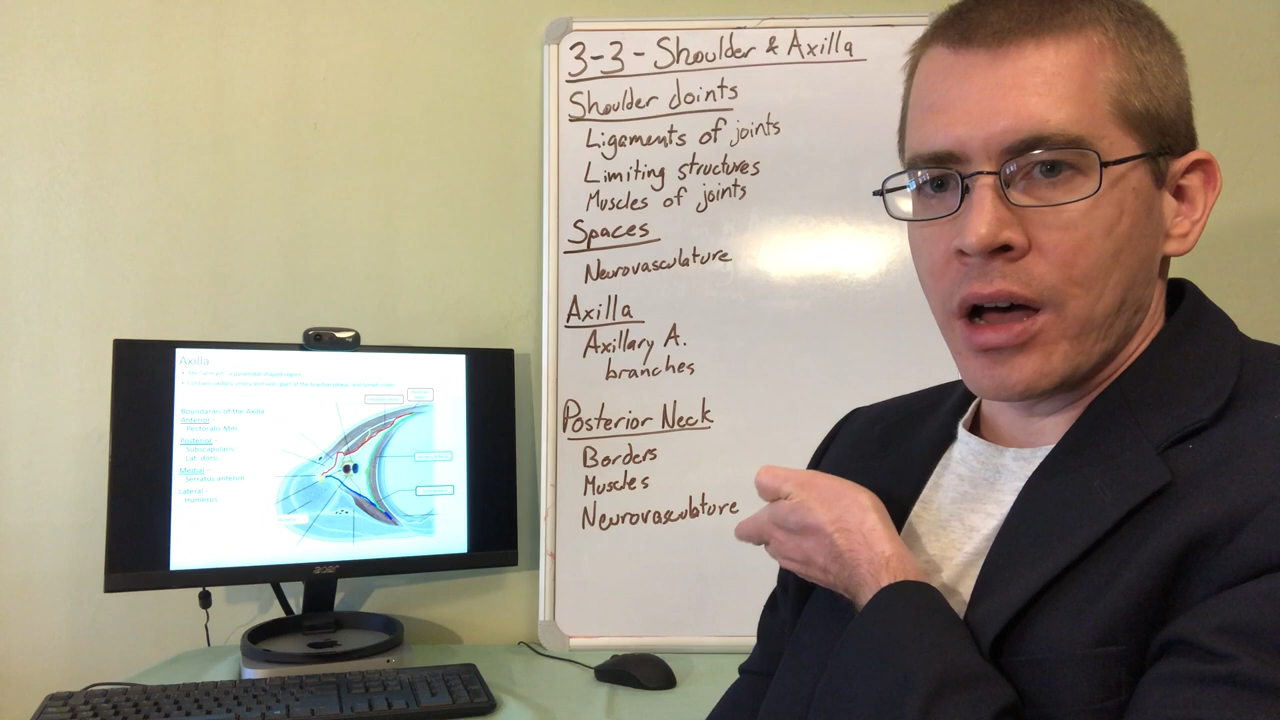 3-3-Shoulder & Axilla
Shoulder Joints
Ligaments of joints
Limiting structures
Muscles of joints
Spaces
Neurovasculature
Axilla
Axillary A.
branches
Posterior Neck
Borders
Muscles
Neurovasculature
Axilla
Boundaries of the Axilla
Anterior -
Pectoralis Mm
Posterior -
Subscapularis
Lat. dorsi
Medial -
Serratus anterior
Lateral -
Humerus
acer